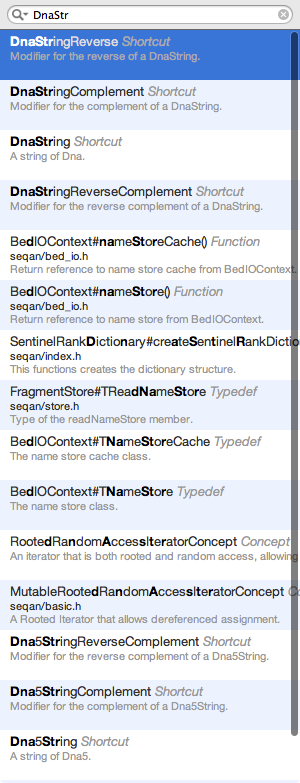 DnaStr
DnaStringReverse Shortcut
Modifier for the reverse of a DnaString.
DnaStringComplement Shortcut
Modifier for the complement of a DnaString.
DnaString Shortcut
A string of Dna.
DnaStringReverseComplement Shortcut
Modifier for the reverse complement of a DnaString.
BedIOContext#nameStoreCache() Function
seqan/bed_io.h
Return reference to name store cache from BedIOContext.
BedIOContext#nameStore() Function
seqan/bed_io.h
Return reference to name store from BedIOContext.
SentinelRankDictionary#createSentinelRankDictio
seqan/index.h
This functions creates the dictionary structure.
FragmentStore#TReadNameStore Typedef
seqan/store.h
Type of the readNameStore member.
BedIOContext#TNameStoreCache Typedef
The name store cache class.
BedIOContext#TNameStore Typedef
The name store class.
RootedRandomAccessIteratorConcept Concept
An iterator that is both rooted and random access, allowing
MutableRootedRandomAccessIteratorConcept Co
seqan/basic.h
A Rooted Iterator that allows dereferenced assignment.
Dna5StringReverseComplement Shortcut
Modifier for the reverse complement of a Dna5String.
Dna5StringComplement Shortcut
Modifier for the complement of a Dna5String.
Dna5String Shortcut
A string of Dna5.